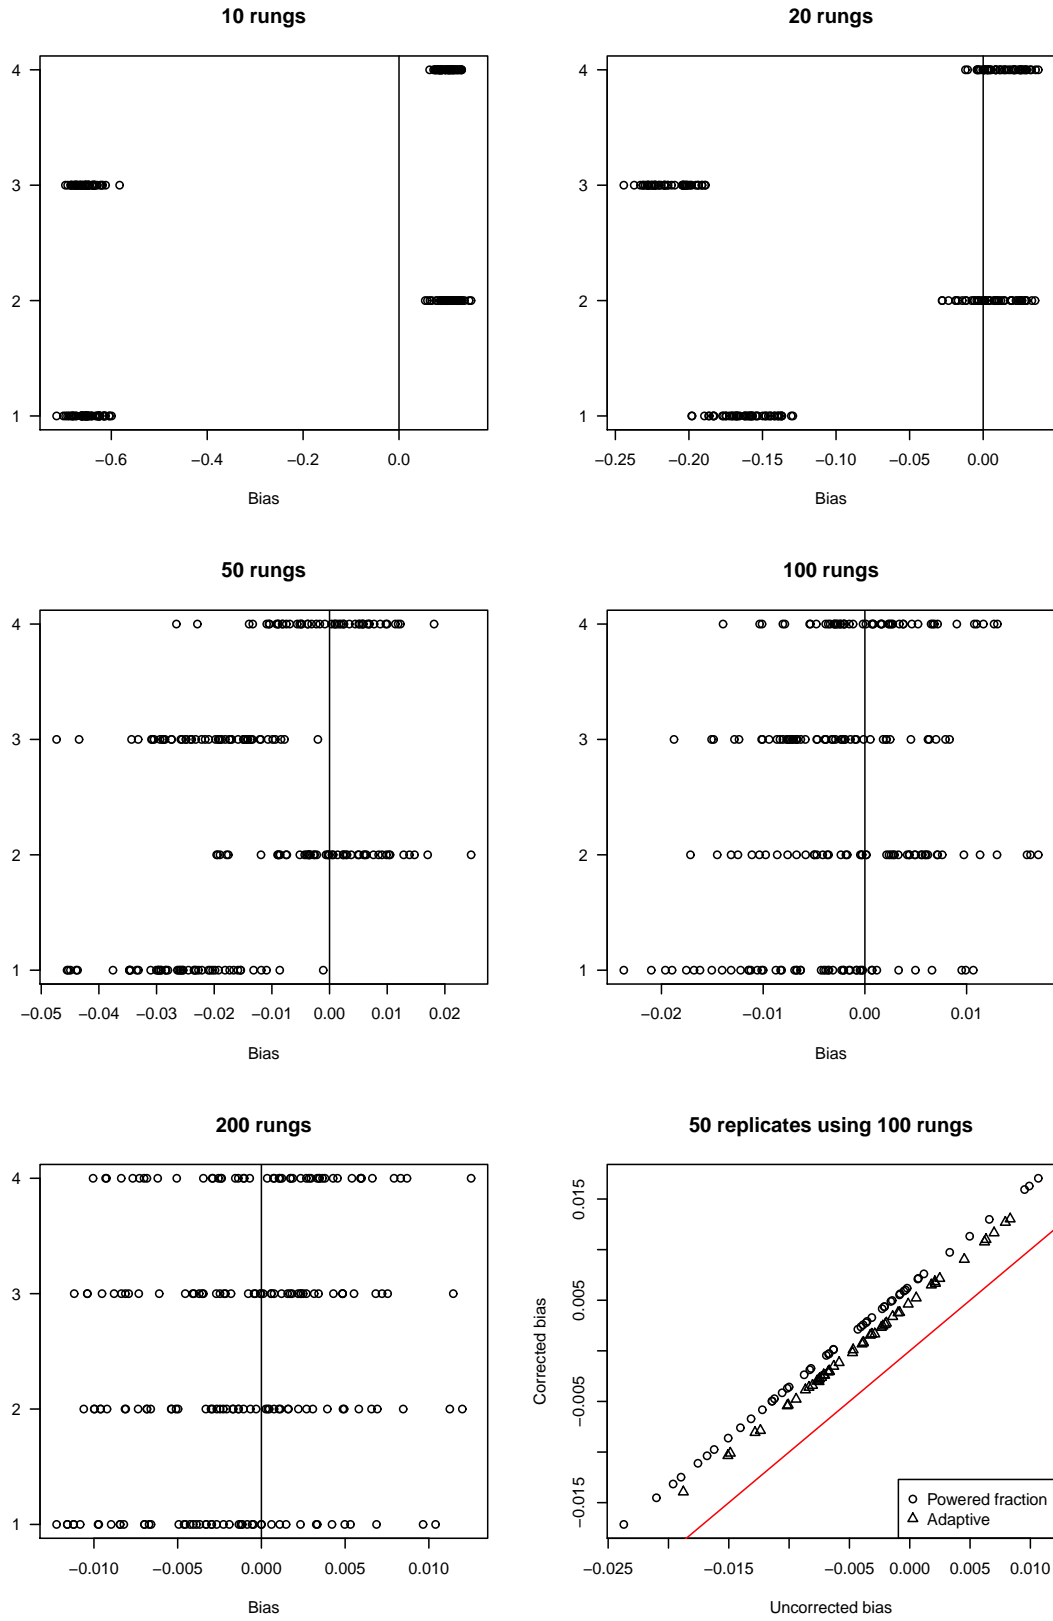 10 rungs
4
3
2
1
−0.6 −0.4 −0.2 0.0
Bias
20 rungs
4
3
2
1
−0.25 −0.20 −0.15 −0.10 −0.05 0.00
Bias
50 rungs
4
3
2
1
−0.05 −0.04 −0.03 −0.02 −0.01 0.00 0.01 0.02
Bias
100 rungs
4
3
2
1
−0.02 −0.01 0.00 0.01
Bias
200 rungs
4
3
2
1
−0.010 −0.005 0.000 0.005 0.010
Bias
50 replicates using 100 rungs
Corrected bias
0.015
0.005
−0.005
−0.015
Powered fraction
Adaptive
−0.025 −0.015 −0.005 0.000 0.005 0.010
Uncorrected bias